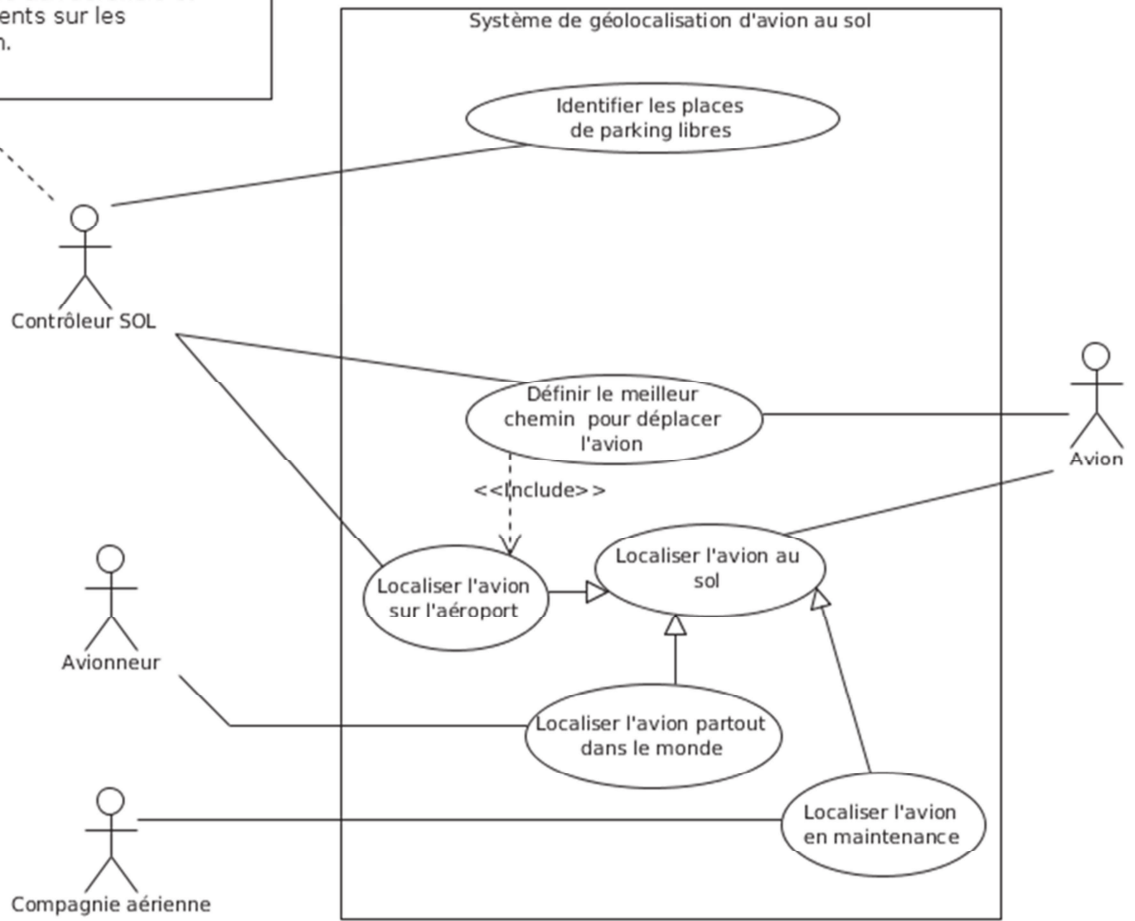 ents sur les
n.
Système de géolocalisation d'avion au sol
Identifier les places
de parking libres
Contrôleur SOL
Définir le meilleur
chemin pour déplacer
l'avion
Avion
<<Include>>
Localiser l'avion au
sol
Localiser l'avion
sur l'aéroport
Avionneur
Localiser l'avion partout
dans le monde
Localiser l'avion
en maintenance
Compagnie aérienne